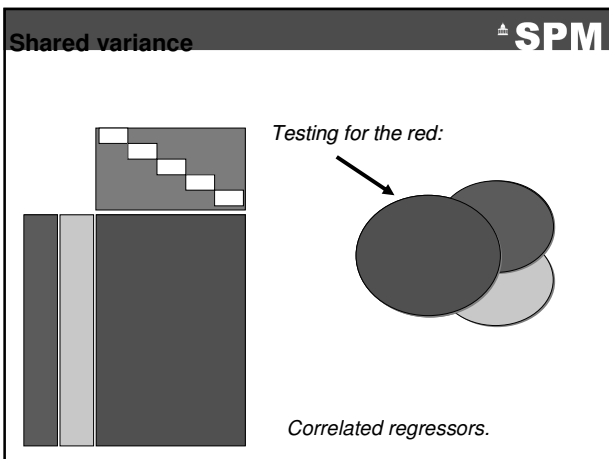 Shared variance
SPM
Testing for the red:
Correlated regressors.